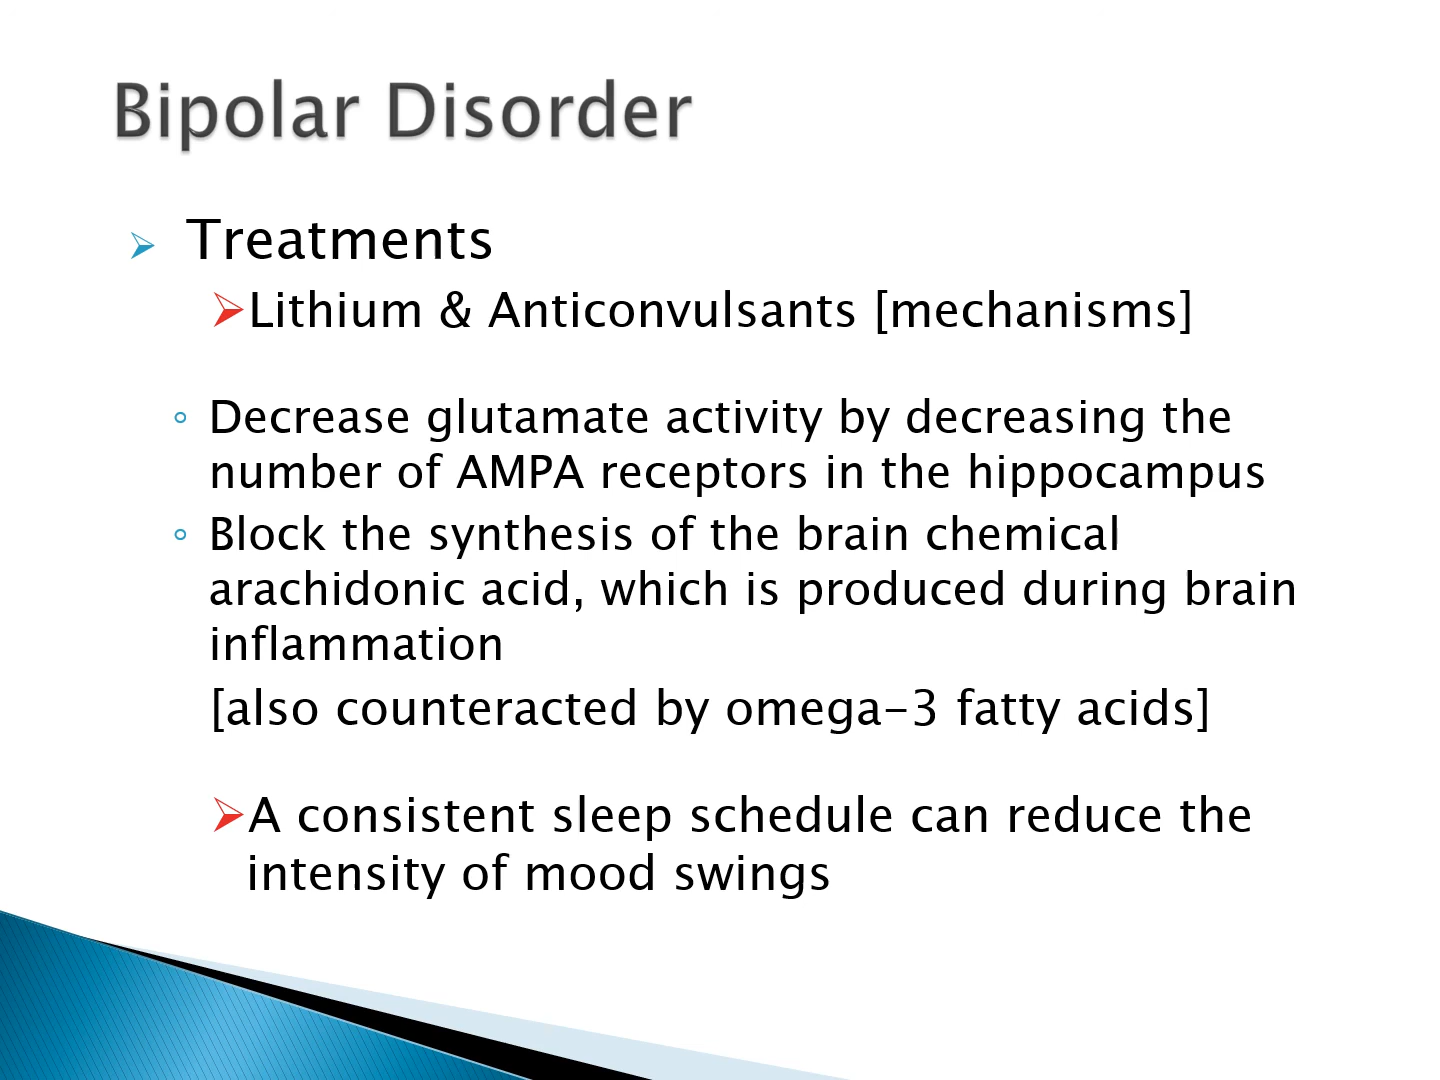 Bipolar Disorder
Treatments
Lithium & Anticonvulsants [mechanisms]
Decrease glutamate activity by decreasing the
number of AMPA receptors in the hippocampus
Block the synthesis of the brain chemical
arachidonic acid, which is produced during brain
inflammation
[also counteracted by omega-3 fatty acids]
A consistent sleep schedule can reduce the
intensity of mood swings